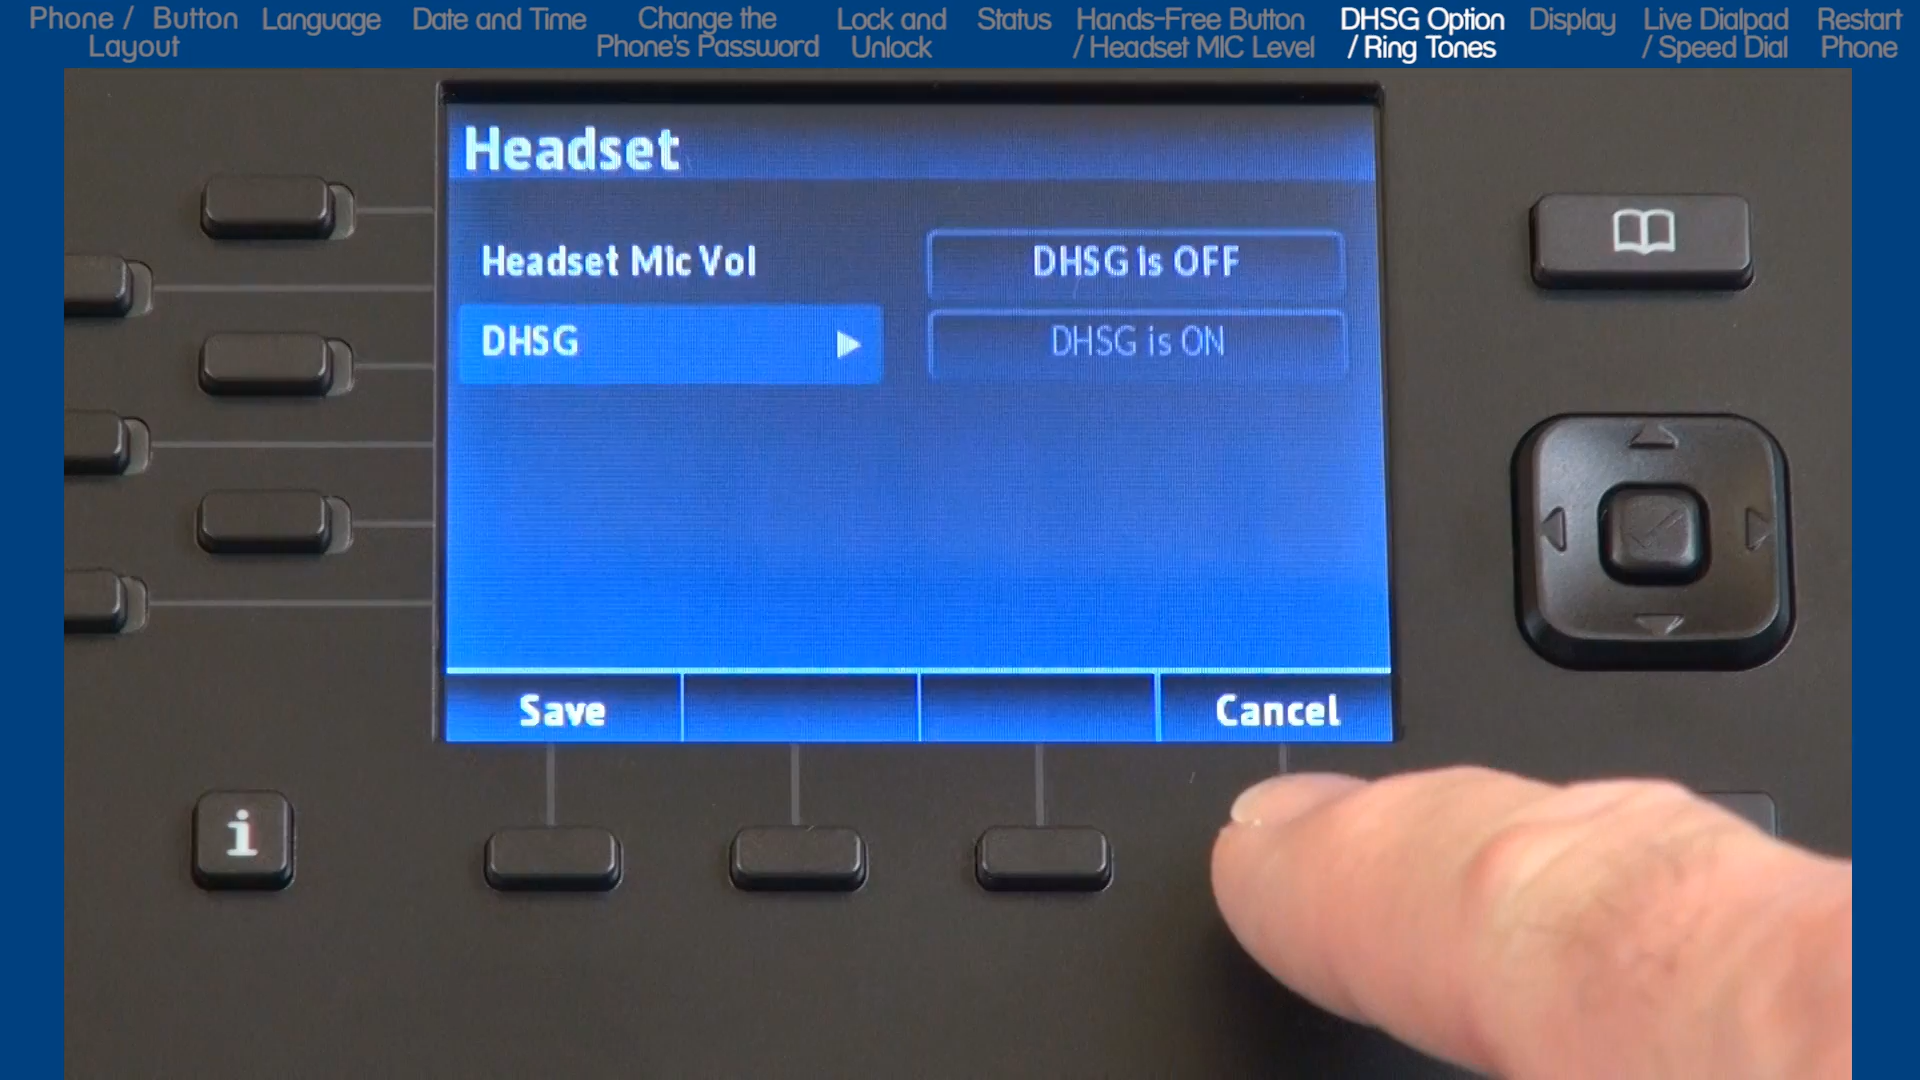 Phone / Button Layout
Language
Date and Time
Change the Phone's Password
Lock and Unlock
Status
Hands-Free Button / Headset MIC Level
DHSG Option / Ring Tones
Display
Live Dialpad / Speed Dial
Restart Phone
Headset
Headset Mic Vol
DHSG is OFF
DHSG
DHSG is ON
Save
Cancel
i